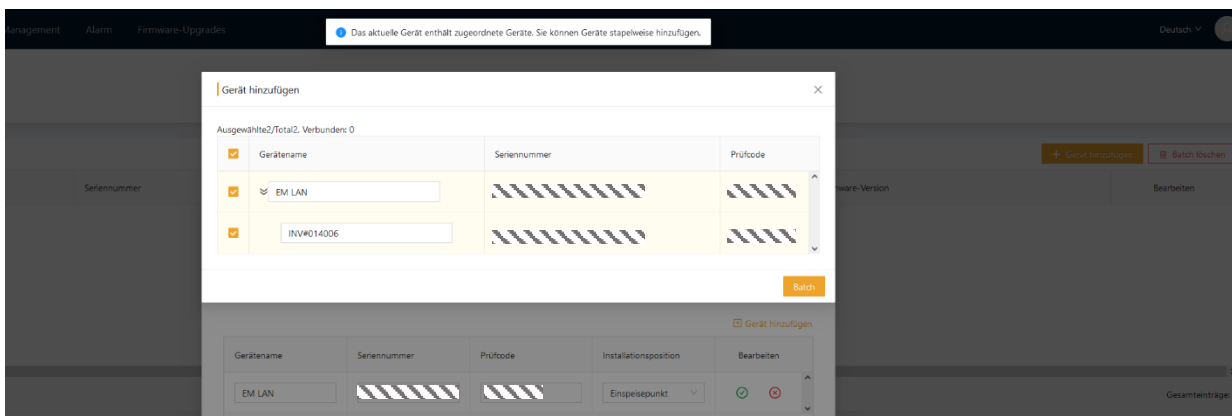 Management Alarm Firmware-Upgrades Deutsch
Das aktuelle Gerät enthält zugeordnete Geräte. Sie können Geräte stapelweise hinzufügen.
Gerät hinzufügen
Ausgewählte2/Total2. Verbunden: 0
Gerätename Seriennummer Prüfcode
Gerät hinzufügen Batch löschen
Seriennummer ware-Version Bearbeiten
EM LAN
INV#014006
Batch
Gerät hinzufügen
Gerätename Seriennummer Prüfcode Installationsposition Bearbeiten
EM LAN Einspeisepunkt
Gesamteinträge